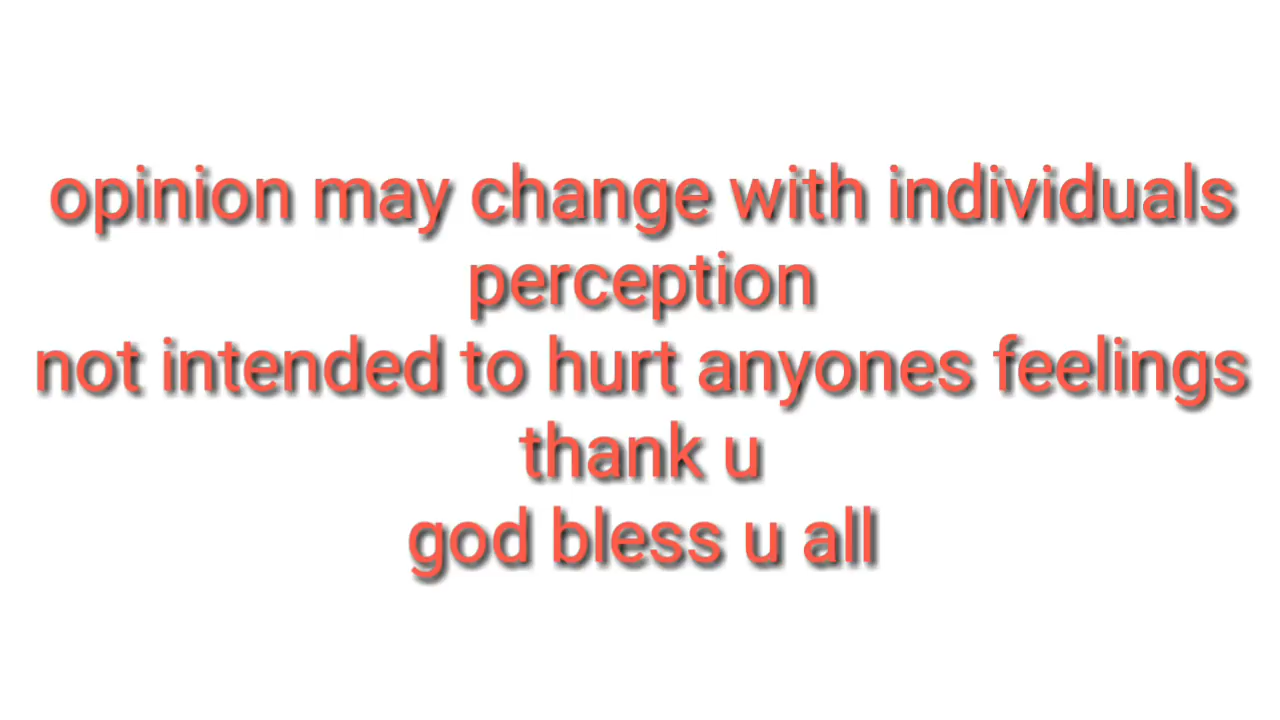 opinion may change with individuals
perception
not intended to hurt anyones feelings
thank u
god bless u all